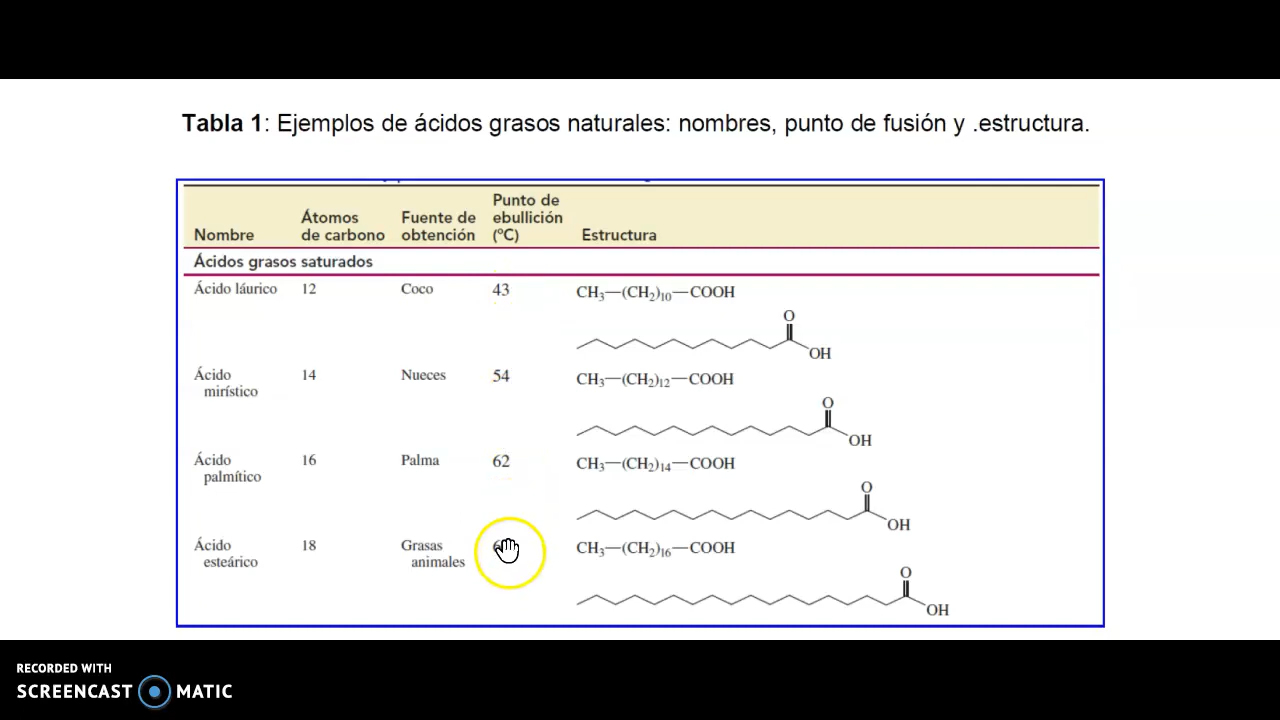 Tabla 1: Ejemplos de ácidos grasos naturales: nombres, punto de fusión y .estructura.
Nombre Átomos de carbono Fuente de obtención Punto de ebullición (ºC) Estructura
Ácidos grasos saturados
Ácido láurico 12 Coco 43 CH₃—(CH₂)₁₀—COOH
O
OH
Ácido mirístico 14 Nueces 54 CH₃—(CH₂)₁₂—COOH
O
OH
Ácido palmítico 16 Palma 62 CH₃—(CH₂)₁₄—COOH
O
OH
Ácido esteárico 18 Grasas animales CH₃—(CH₂)₁₆—COOH
O
OH
RECORDED WITH
SCREENCAST MATIC